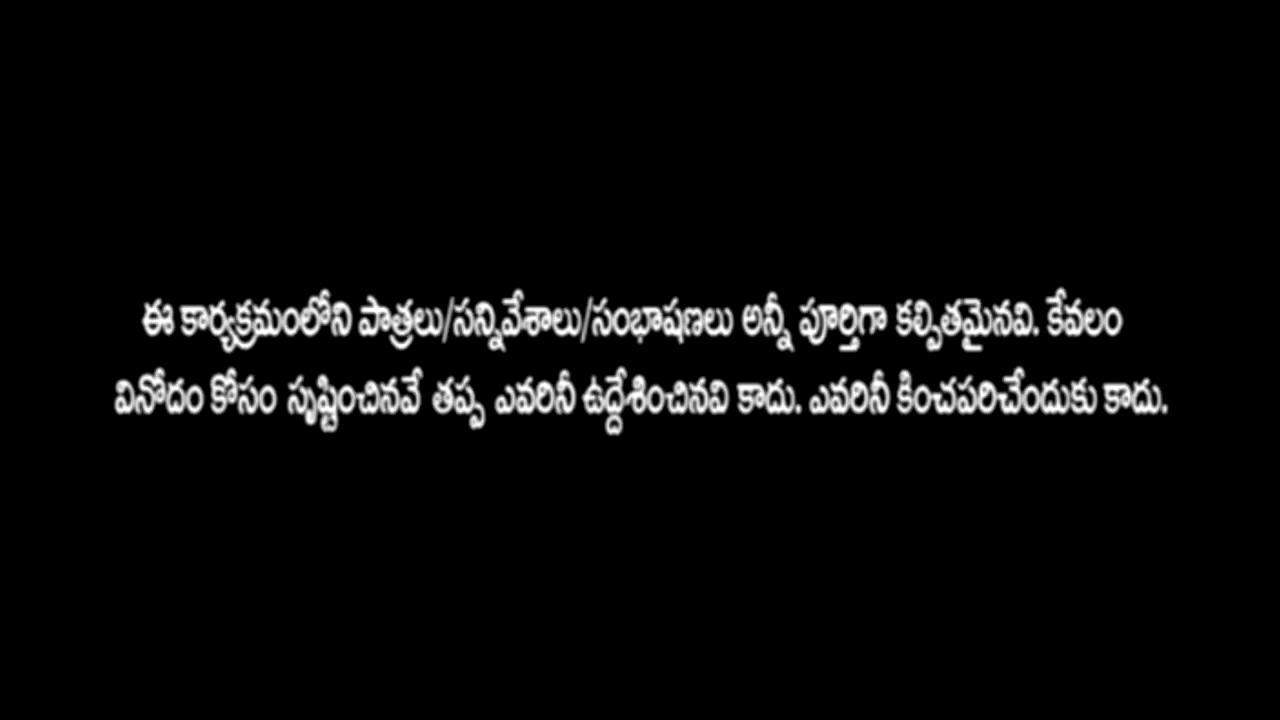 ఈ కార్యక్రమంలోని పాత్రలు/సన్నివేశాలు/సంభాషణలు అన్నీ పూర్తిగా కల్పితమైనవి. కేవలం
వినోదం కోసం సృష్టించినవే తప్ప ఎవరినీ ఉద్దేశించినవి కాదు. ఎవరినీ కించపరిచేందుకు కాదు.